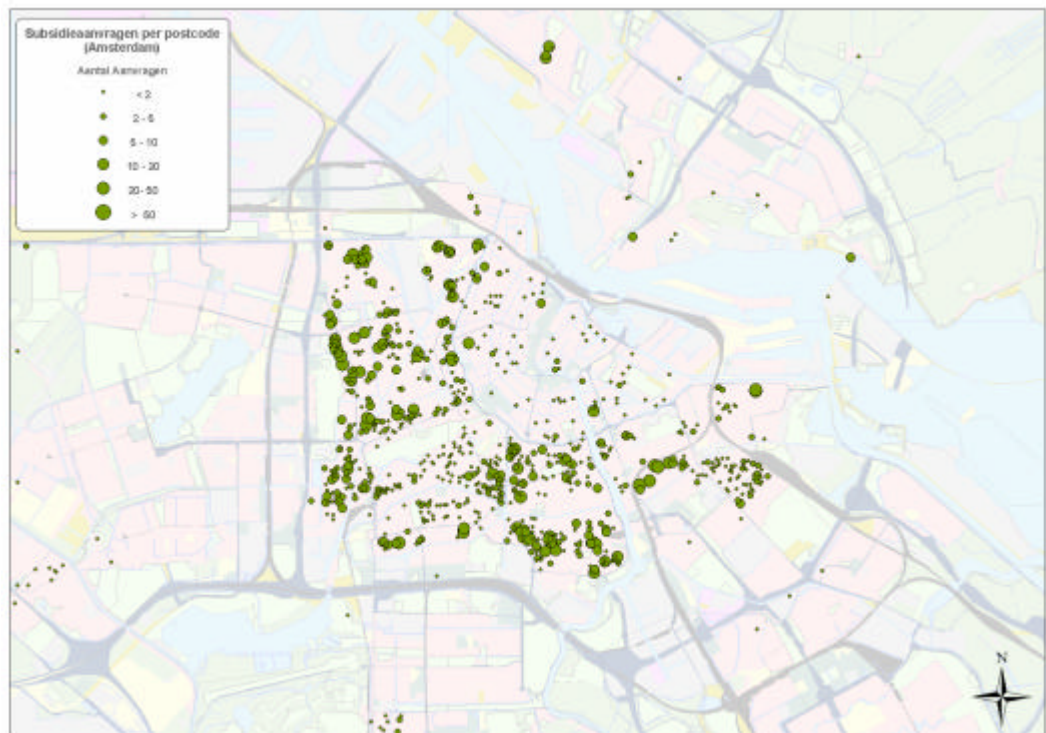 Subsidieaanvragen per postcode
(Amsterdam)
Aantal Aanvragen
< 2
2 - 5
5 - 10
10 - 20
20 - 50
> 50
N